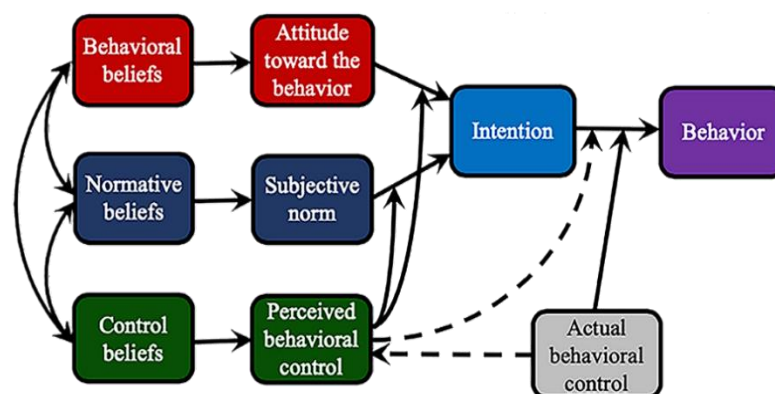 Behavioral
beliefs
Attitude
toward the
behavior
Intention
Behavior
Normative
beliefs
Subjective
norm
Control
beliefs
Perceived
behavioral
control
Actual
behavioral
control